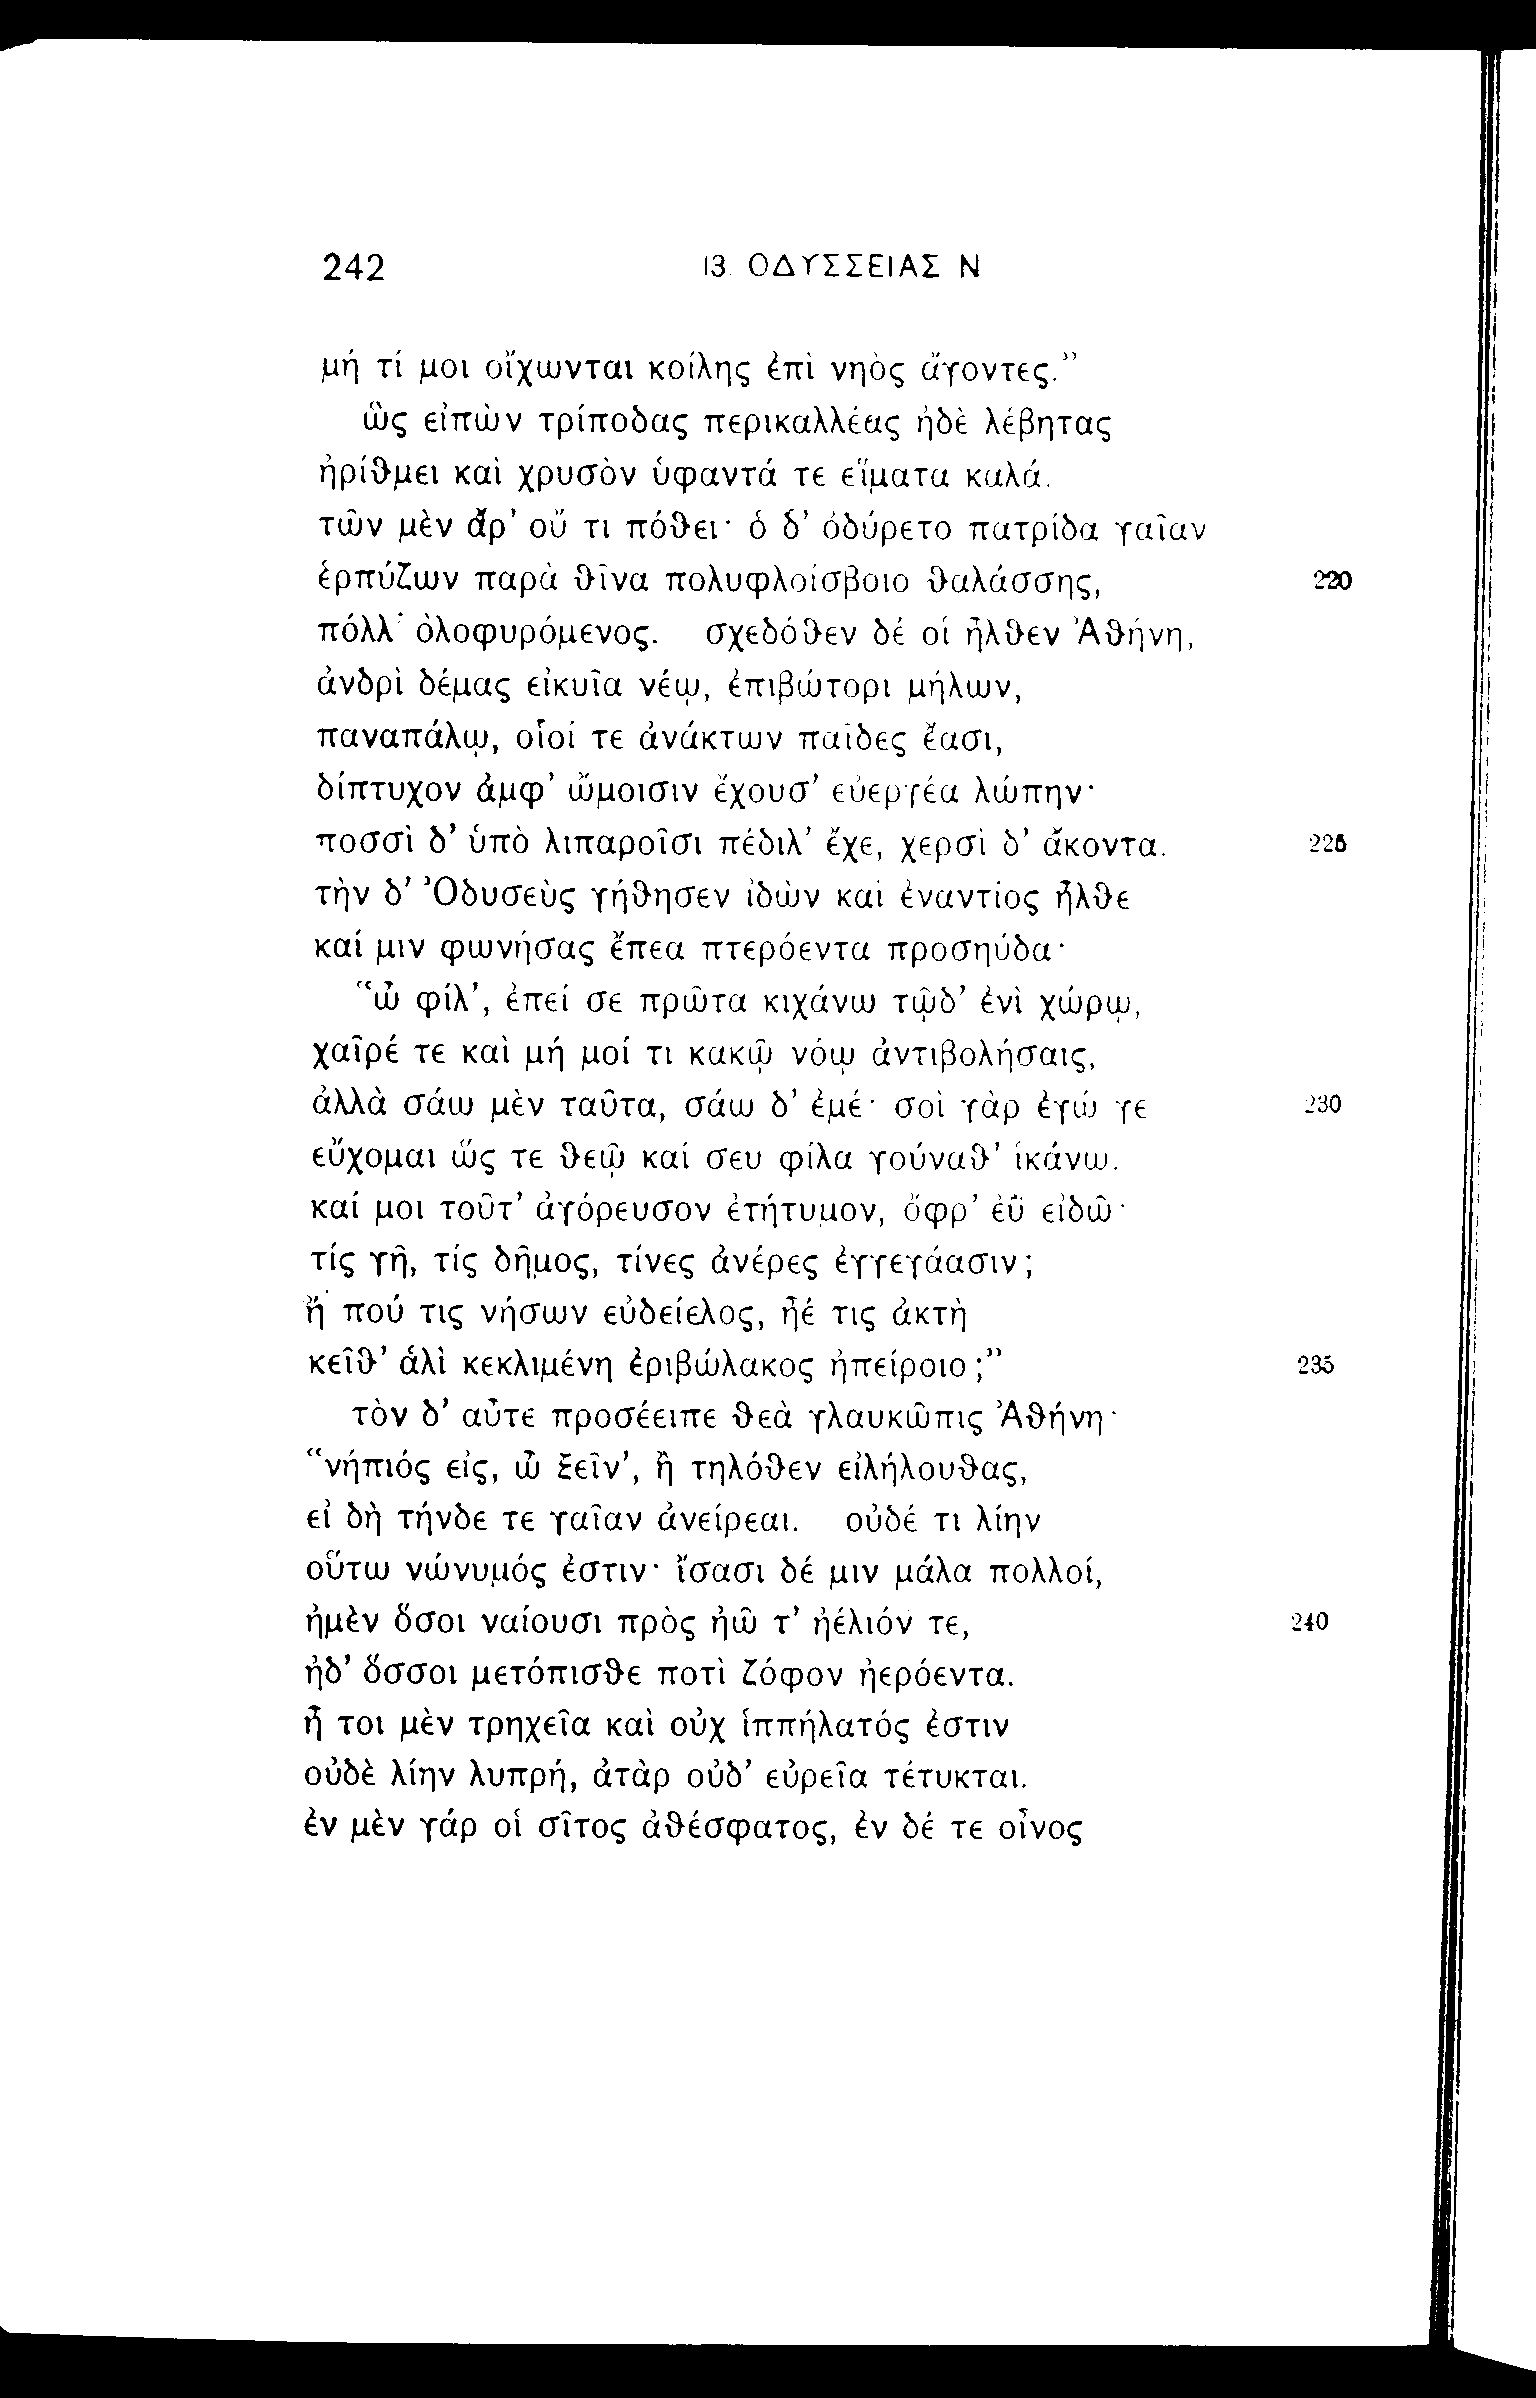 242 13. ΟΔΥΣΣΕΙΑΣ Ν
μή τί μοι οἴχωνται κοίλης ἐπὶ νηὸς ἄγοντες.”
ὣς εἰπὼν τρίποδας περικαλλέας ἠδὲ λέβητας
ἠρίθμει καὶ χρυσὸν ὑφαντά τε εἵματα καλά.
τῶν μὲν ἄρ’ οὔ τι πόθει· ὁ δ’ ὀδύρετο πατρίδα γαῖαν
ἑρπύζων παρὰ θῖνα πολυφλοίσβοιο θαλάσσης, 220
πόλλ’ ὀλοφυρόμενος. σχεδόθεν δέ οἱ ἦλθεν Ἀθήνη,
ἀνδρὶ δέμας εἰκυῖα νέῳ, ἐπιβώτορι μήλων,
παναπάλῳ, οἷοί τε ἀνάκτων παῖδες ἔασι,
δίπτυχον ἀμφ’ ὤμοισιν ἔχουσ’ εὐεργέα λώπην·
ποσσὶ δ’ ὑπὸ λιπαροῖσι πέδιλ’ ἔχε, χερσὶ δ’ ἄκοντα. 225
τὴν δ’ Ὀδυσεὺς γήθησεν ἰδὼν καὶ ἐναντίος ἦλθε
καί μιν φωνήσας ἔπεα πτερόεντα προσηύδα·
“ὦ φίλ’, ἐπεί σε πρῶτα κιχάνω τῷδ’ ἐνὶ χώρῳ,
χαῖρέ τε καὶ μή μοί τι κακῷ νόῳ ἀντιβολήσαις,
ἀλλὰ σάω μὲν ταῦτα, σάω δ’ ἐμέ· σοὶ γὰρ ἐγώ γε 230
εὔχομαι ὥς τε θεῷ καί σευ φίλα γούναθ’ ἱκάνω.
καί μοι τοῦτ’ ἀγόρευσον ἐτήτυμον, ὄφρ’ ἐῢ εἰδῶ·
τίς γῆ, τίς δῆμος, τίνες ἀνέρες ἐγγεγάασιν;
ἤ πού τις νήσων εὐδείελος, ἦέ τις ἀκτὴ
κεῖθ’ ἁλὶ κεκλιμένη ἐριβώλακος ἠπείροιο;” 235
τὸν δ’ αὖτε προσέειπε θεὰ γλαυκῶπις Ἀθήνη·
“νήπιός εἰς, ὦ ξεῖν’, ἢ τηλόθεν εἰλήλουθας,
εἰ δὴ τήνδε τε γαῖαν ἀνείρεαι. οὐδέ τι λίην
οὕτω νώνυμός ἐστιν· ἴσασι δέ μιν μάλα πολλοί,
ἠμὲν ὅσοι ναίουσι πρὸς ἠῶ τ’ ἠέλιόν τε, 240
ἠδ’ ὅσσοι μετόπισθε ποτὶ ζόφον ἠερόεντα.
ἦ τοι μὲν τρηχεῖα καὶ οὐχ ἱππήλατός ἐστιν
οὐδὲ λίην λυπρή, ἀτὰρ οὐδ’ εὐρεῖα τέτυκται.
ἐν μὲν γάρ οἱ σῖτος ἀθέσφατος, ἐν δέ τε οἶνος